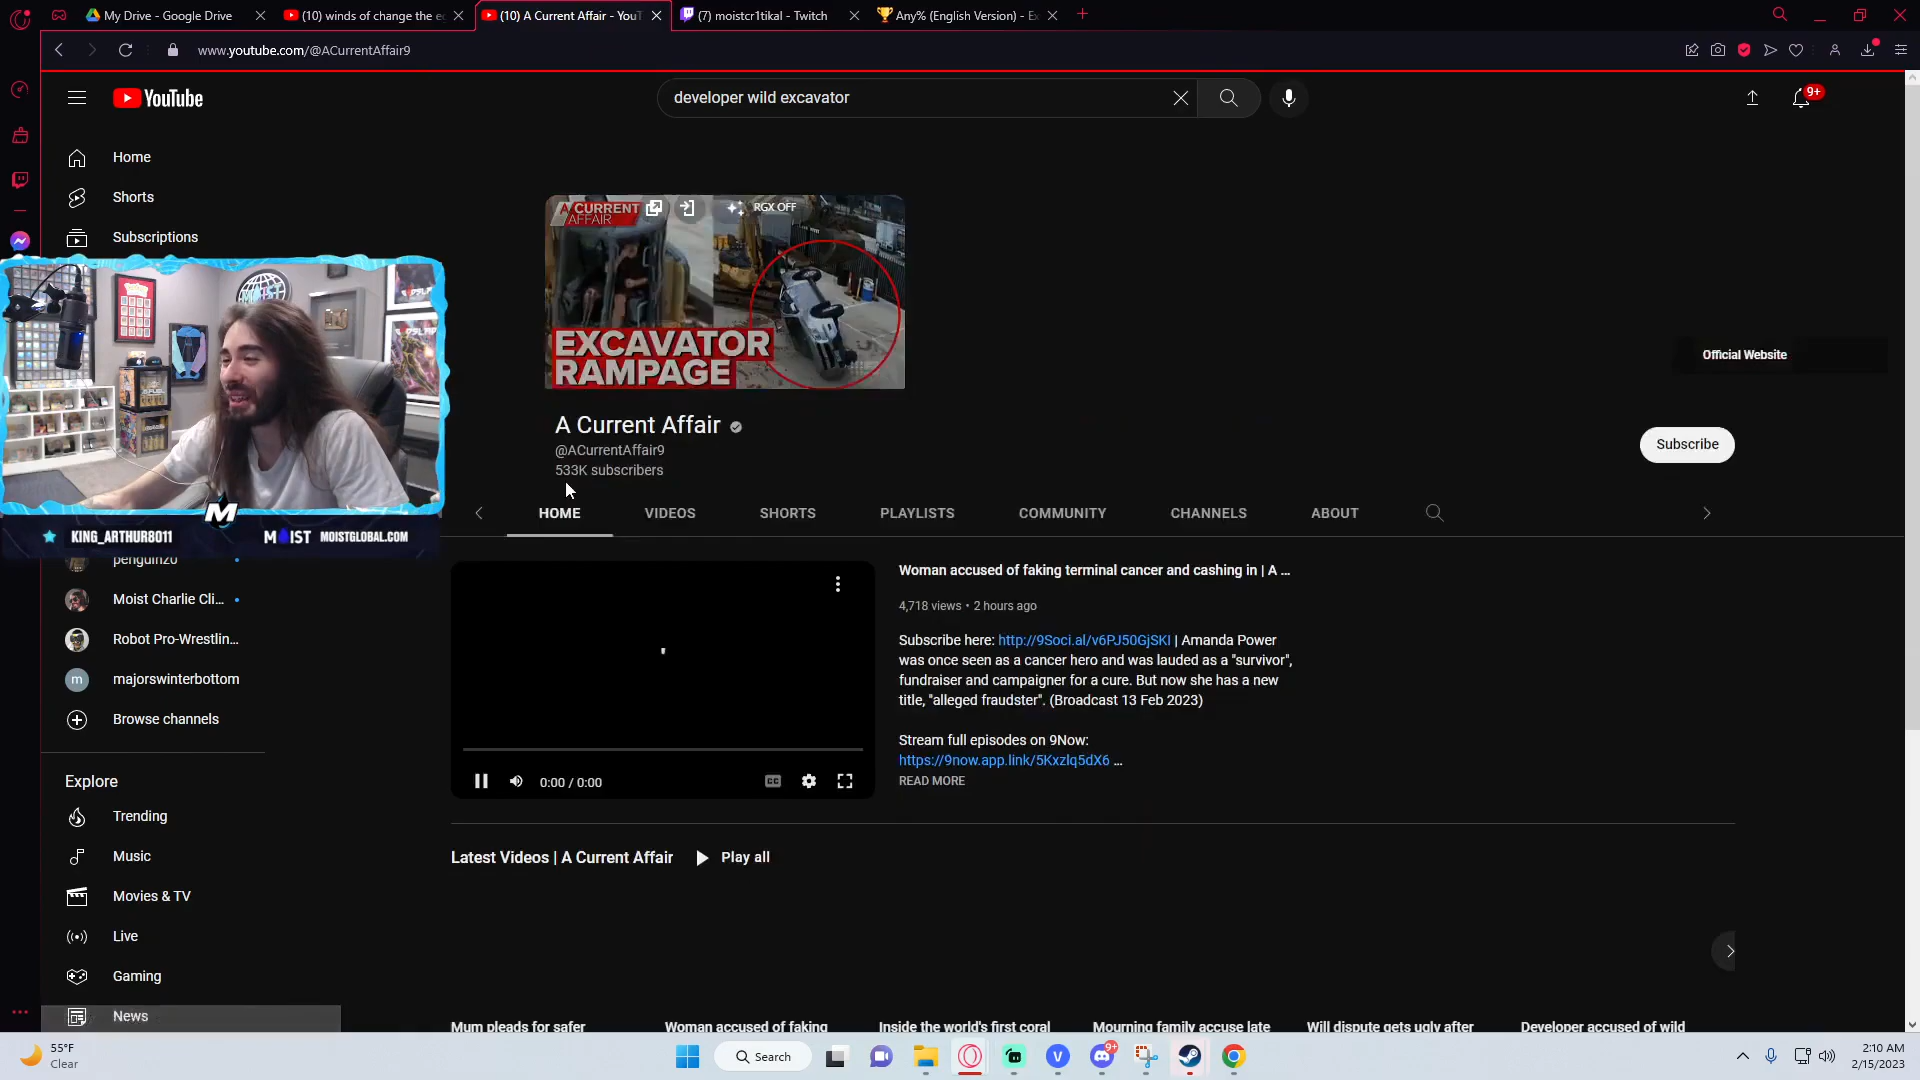 My Drive - Google Drive
(10) winds of change the e
(10) A Current Affair - YouT
(7) moistcr1tikal - Twitch
Any% (English Version) - E
www.youtube.com/@ACurrentAffair9
YouTube
developer wild excavator
9+
Home
Shorts
Subscriptions
A CURRENT
AFFAIR
RGX OFF
EXCAVATOR
RAMPAGE
Official Website
A Current Affair
@ACurrentAffair9
533K subscribers
Subscribe
MOIST
M
KING_ARTHUR8011
MOIST MOISTGLOBAL.COM
HOME
VIDEOS
SHORTS
PLAYLISTS
COMMUNITY
CHANNELS
ABOUT
penguinz0
Moist Charlie Cli...
Robot Pro-Wrestlin...
m
majorswinterbottom
Browse channels
Explore
Trending
Music
Movies & TV
Live
Gaming
News
0:00 / 0:00
CC
Woman accused of faking terminal cancer and cashing in | A ...
4,718 views • 2 hours ago
Subscribe here: http://9Soci.al/v6PJ50GjSKI | Amanda Power
was once seen as a cancer hero and was lauded as a "survivor",
fundraiser and campaigner for a cure. But now she has a new
title, "alleged fraudster". (Broadcast 13 Feb 2023)
Stream full episodes on 9Now:
https://9now.app.link/5Kxzlq5dX6 ...
READ MORE
Latest Videos | A Current Affair
Play all
Mum pleads for safer
Woman accused of faking
Inside the world's first coral
Mourning family accuse late
Will dispute gets ugly after
Developer accused of wild
55°F
Clear
Search
V
9+
2:10 AM
2/15/2023